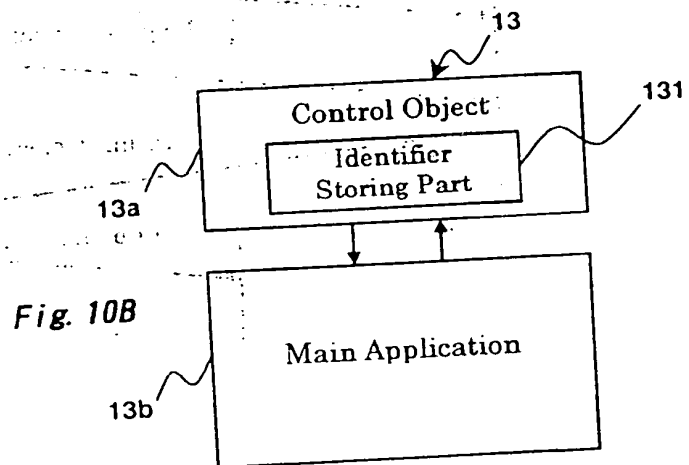 13
Control Object
131
Identifier
Storing Part
13a
Fig. 10B
Main Application
13b